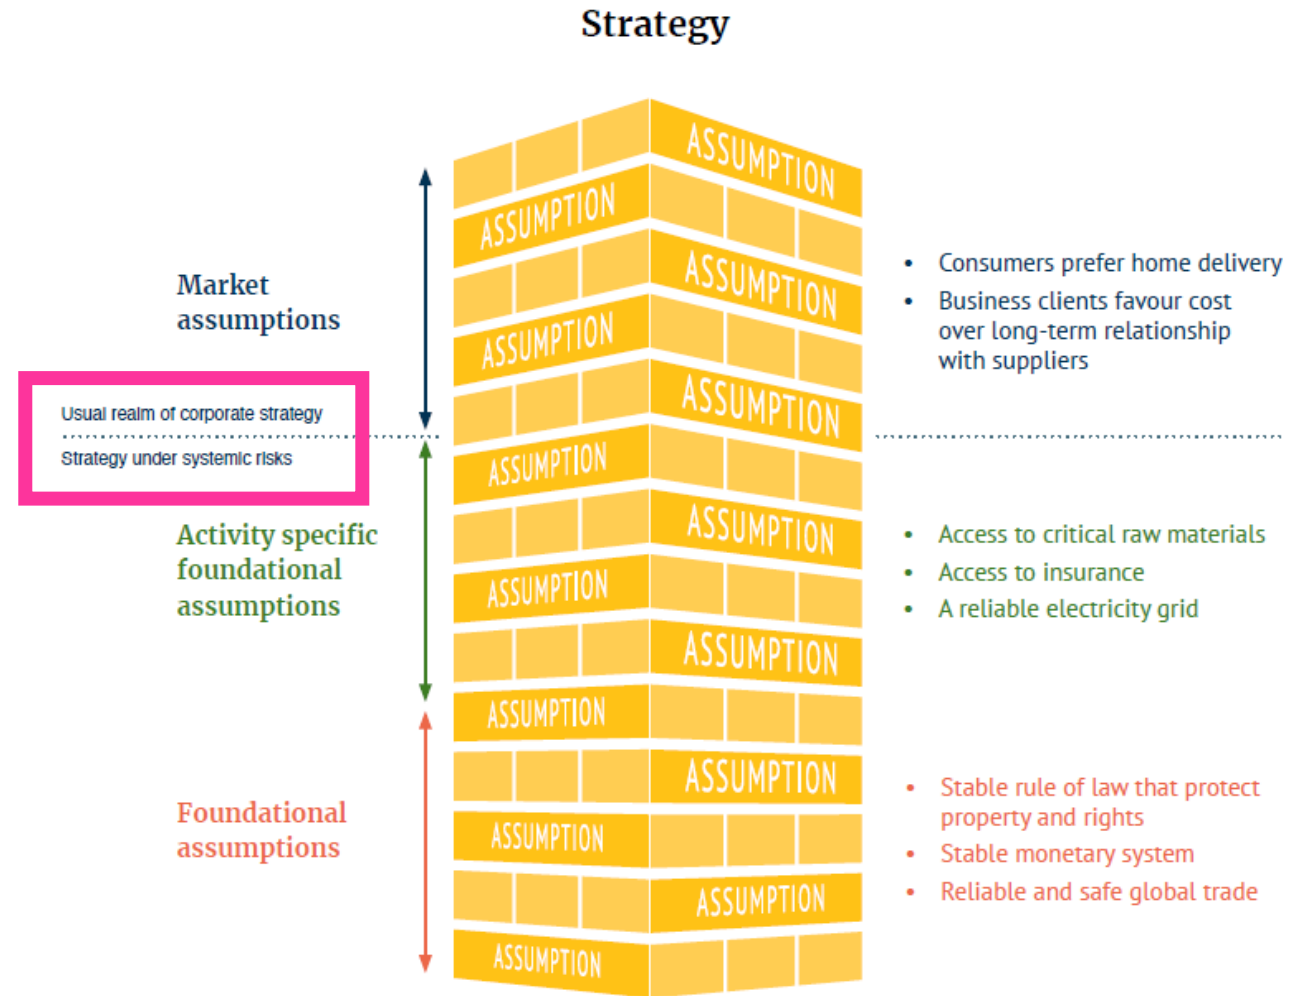 Strategy
ASSUMPTION
ASSUMPTION
ASSUMPTION
ASSUMPTION
ASSUMPTION
ASSUMPTION
ASSUMPTION
ASSUMPTION
ASSUMPTION
ASSUMPTION
ASSUMPTION
ASSUMPTION
ASSUMPTION
ASSUMPTION
Market
assumptions
• Consumers prefer home delivery
• Business clients favour cost
over long-term relationship
with suppliers
Usual realm of corporate strategy
Strategy under systemic risks
Activity specific
foundational
assumptions
• Access to critical raw materials
• Access to insurance
• A reliable electricity grid
Foundational
assumptions
• Stable rule of law that protect
property and rights
• Stable monetary system
• Reliable and safe global trade